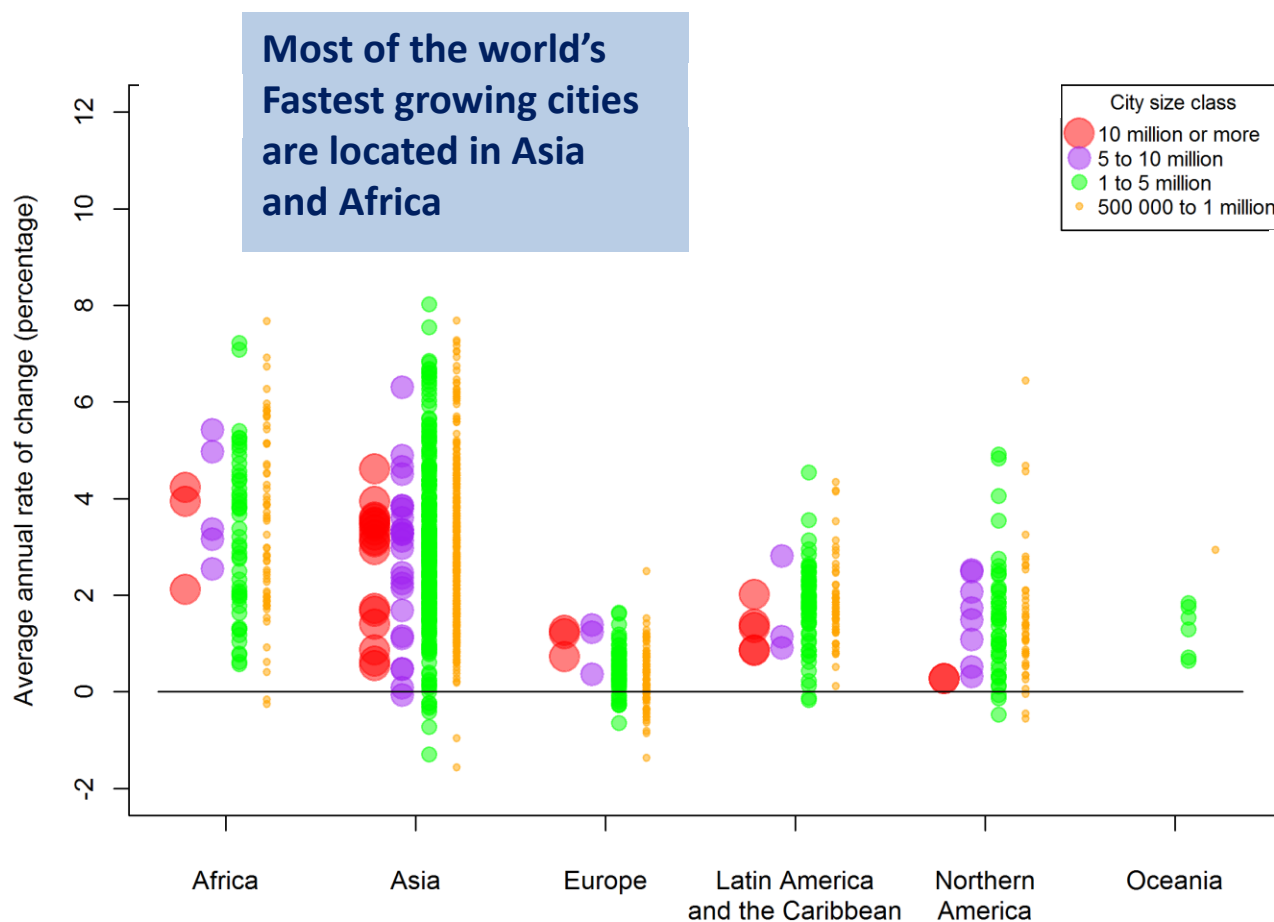 Most of the world’s
Fastest growing cities
are located in Asia
and Africa
City size class
10 million or more
5 to 10 million
1 to 5 million
500 000 to 1 million
Average annual rate of change (percentage)
12
10
8
6
4
2
0
-2
Africa
Asia
Europe
Latin America
and the Caribbean
Northern
America
Oceania